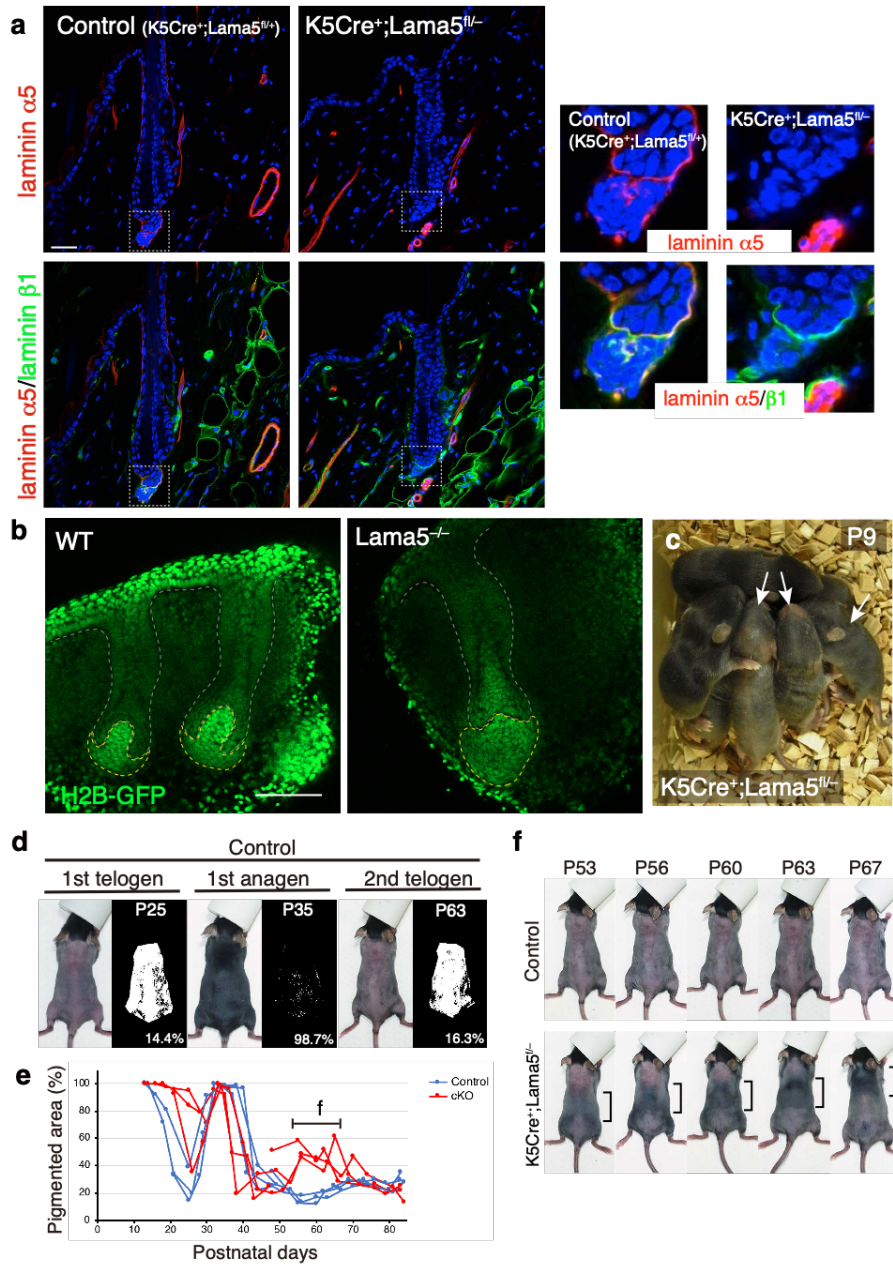 a
Control (K5Cre⁺;Lama5ᶠˡ/⁺)
K5Cre⁺;Lama5ᶠˡ/⁻
laminin α5
Control
(K5Cre⁺;Lama5ᶠˡ/⁺)
K5Cre⁺;Lama5ᶠˡ/⁻
laminin α5
laminin α5/laminin β1
laminin α5/β1
b
WT
H2B-GFP
Lama5⁻/⁻
c
P9
K5Cre⁺;Lama5ᶠˡ/⁻
d
Control
1st telogen
1st anagen
2nd telogen
P25
14.4%
P35
98.7%
P63
16.3%
e
Pigmented area (%)
100
80
60
40
20
0
0 10 20 30 40 50 60 70 80
Postnatal days
f
Control
cKO
f
P53 P56 P60 P63 P67
Control
K5Cre⁺;Lama5ᶠˡ/⁻